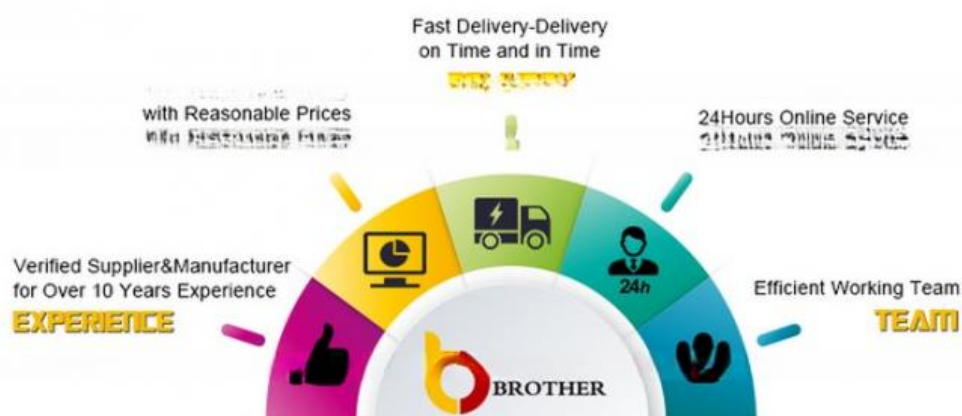 Fast Delivery-Delivery
on Time and in Time
with Reasonable Prices
24Hours Online Service
Verified Supplier&Manufacturer
for Over 10 Years Experience
EXPERIENCE
Efficient Working Team
TEAM
24h
BROTHER